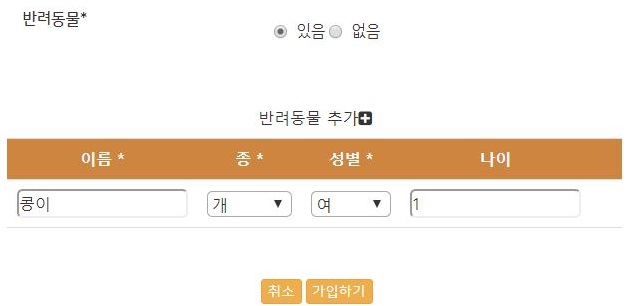 반려동물*
있음 없음
반려동물 추가
이름 * 종 * 성별 * 나이
콩이 개 여 1
취소 가입하기